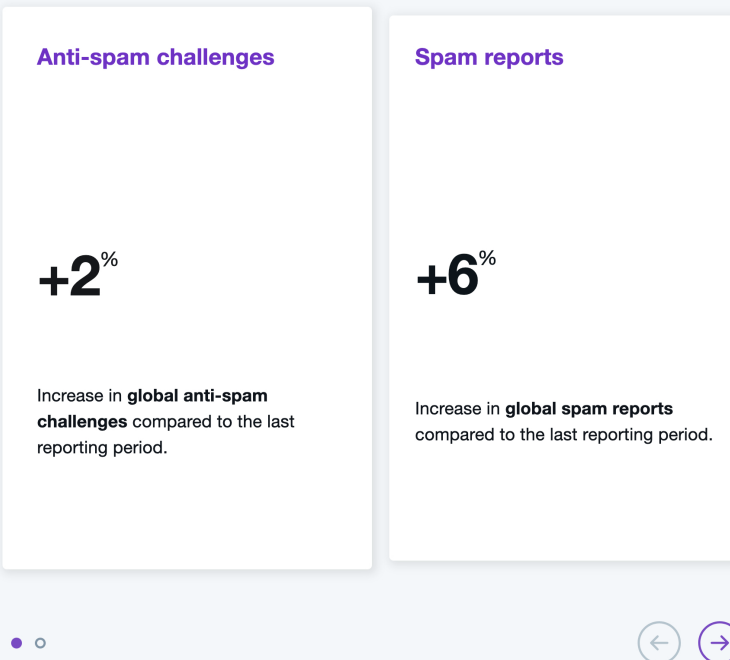 Anti-spam challenges
+2%
Increase in global anti-spam
challenges compared to the last
reporting period.
Spam reports
+6%
Increase in global spam reports
compared to the last reporting period.